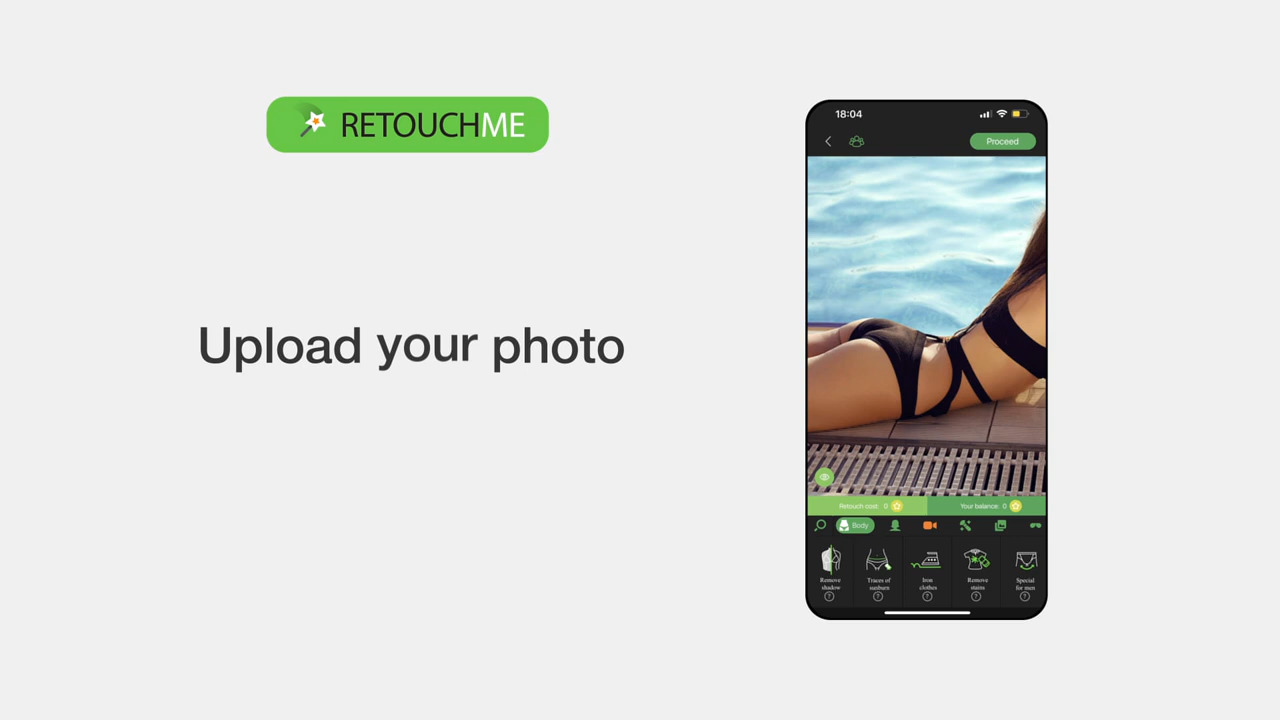 RETOUCHME
Upload your photo
18:04
Proceed
Retouch cost: 0
Your balance: 0
Body
Remove
shadow
Traces of
sunburn
Iron
clothes
Remove
stains
Special
for men
? ? ? ? ?